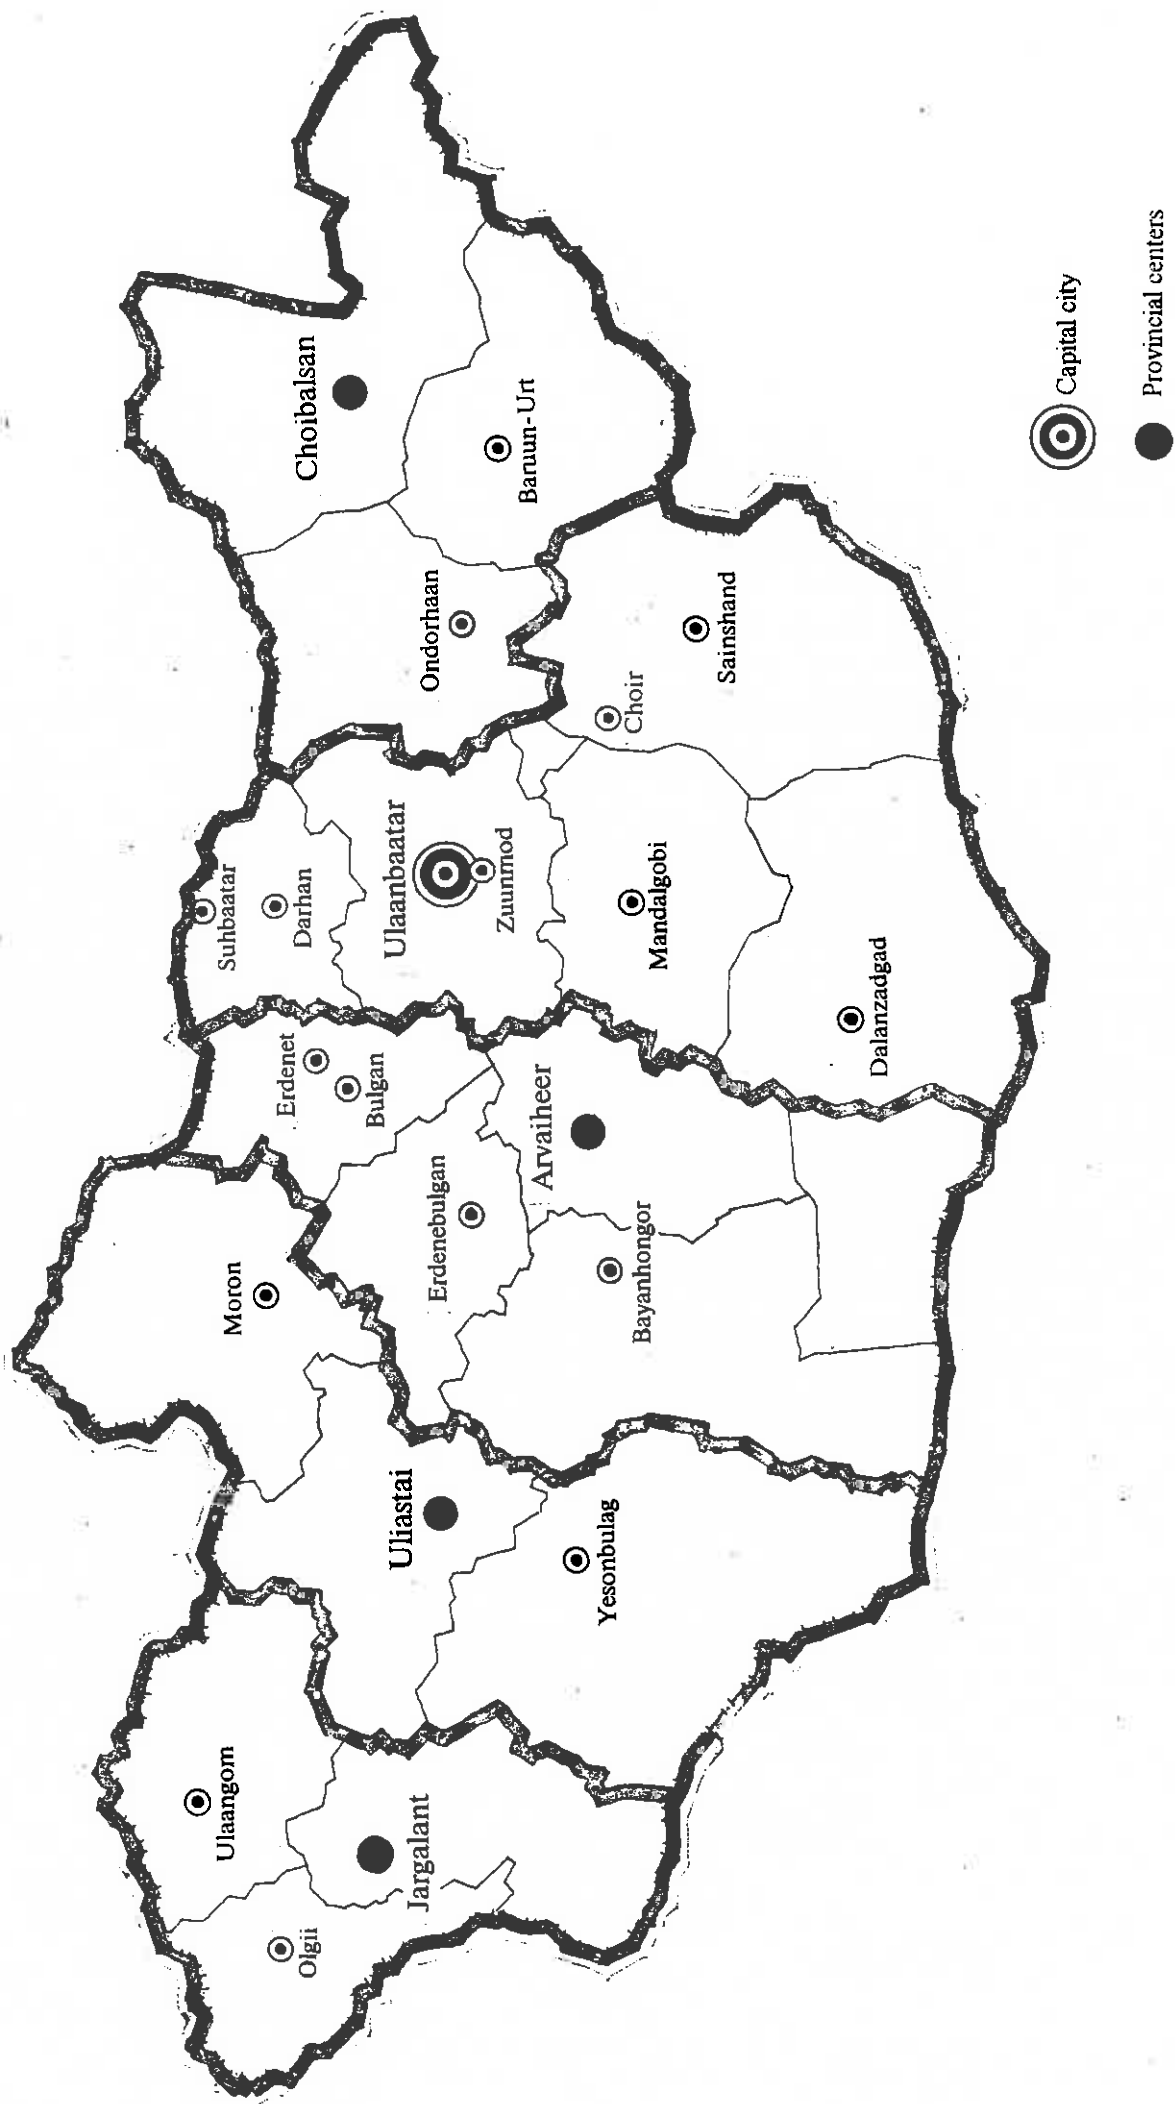 Moron
Suhbaatar
Ulaangom
Darhan
Erdenet
Choibalsan
Olgii
Bulgan
Ulaanbaatar
Uliastai
Jargalant
Ondorhaan
Erdenebulgan
Zuunmod
Baruun-Urt
Arvaiheer
Yesonbulag
Choir
Bayanhongor
Mandalgobi
Sainshand
Dalanzadgad
Capital city
Provincial centers